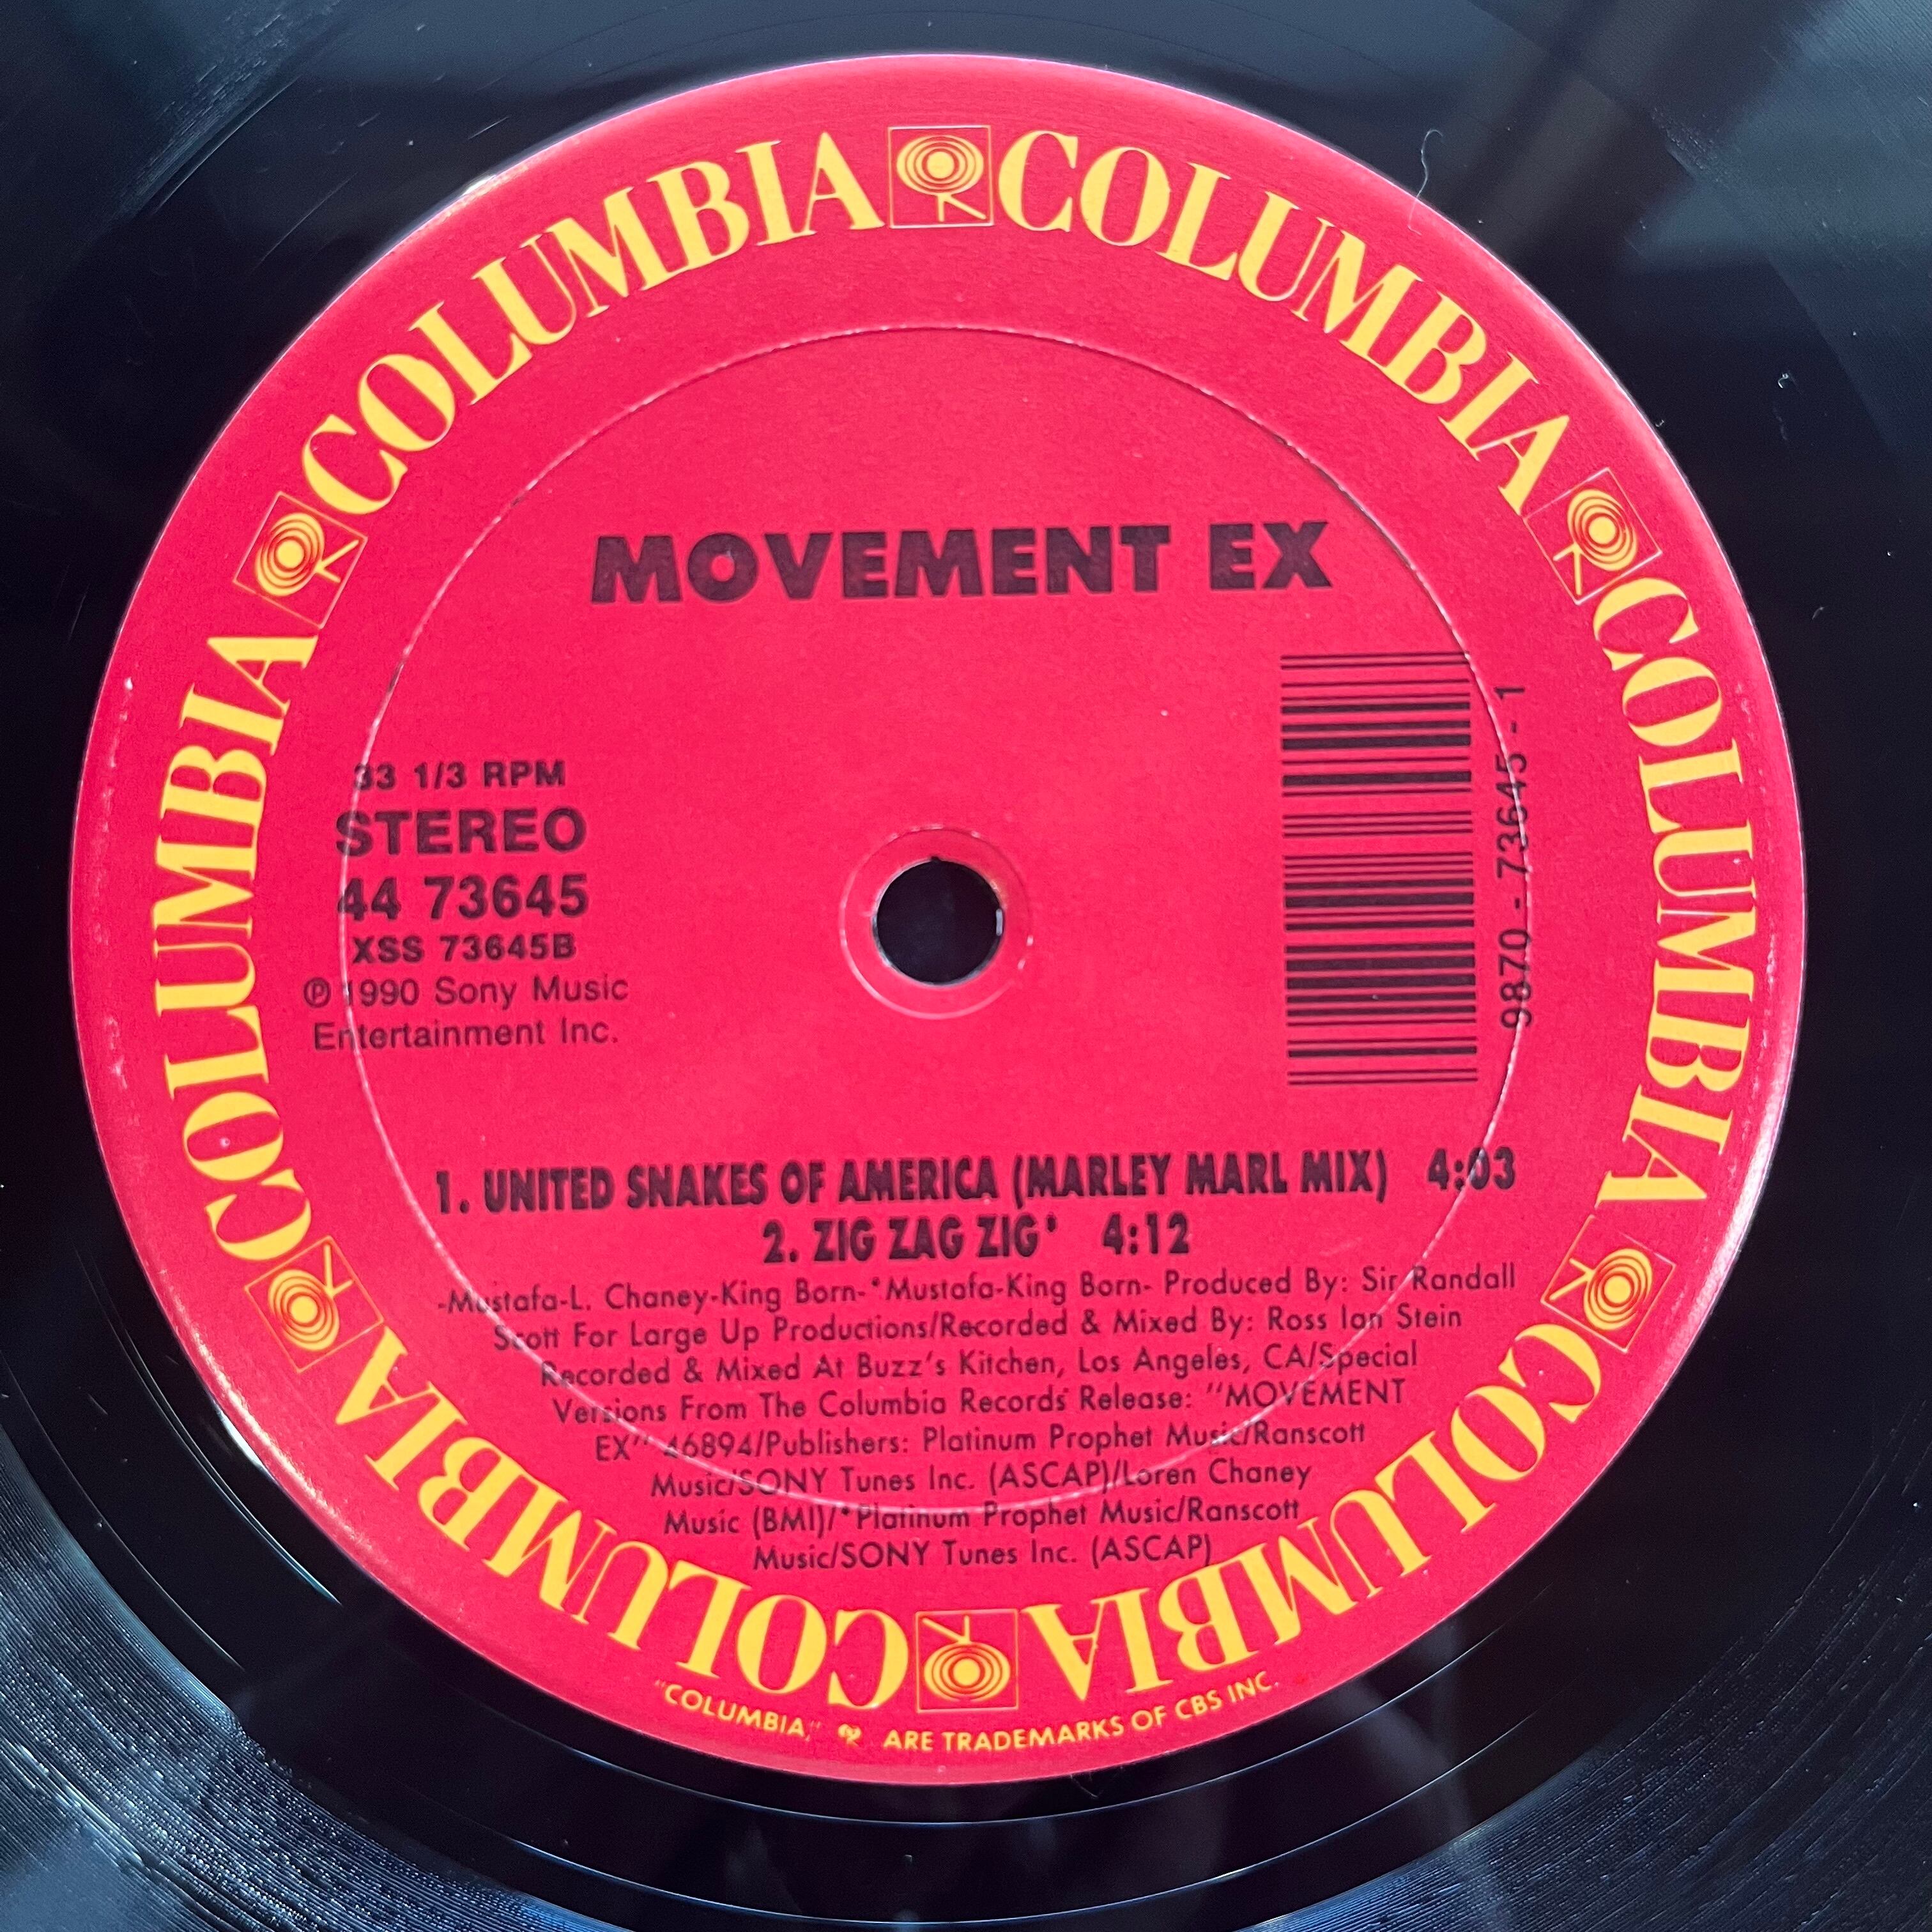 COLUMBIA COLUMBIA COLUMBIA COLUMBIA COLUMBIA COLUMBIA
MOVEMENT EX
33 1/3 RPM
STEREO
44 73645
XSS 73645B
℗ 1990 Sony Music
Entertainment Inc.
9870 - 73645 - 1
1. UNITED SNAKES OF AMERICA (MARLEY MARL MIX) 4:03
2. ZIG ZAG ZIG* 4:12
-Mustafa-L. Chaney-King Born-*Mustafa-King Born- Produced By: Sir Randall
Scott For Large Up Productions/Recorded & Mixed By: Ross Ian Stein
Recorded & Mixed At Buzz's Kitchen, Los Angeles, CA/Special
Versions From The Columbia Records Release: "MOVEMENT
EX" 46894/Publishers: Platinum Prophet Music/Ranscott
Music/SONY Tunes Inc. (ASCAP)/Loren Chaney
Music (BMI)/*Platinum Prophet Music/Ranscott
Music/SONY Tunes Inc. (ASCAP)
"COLUMBIA," ARE TRADEMARKS OF CBS INC.